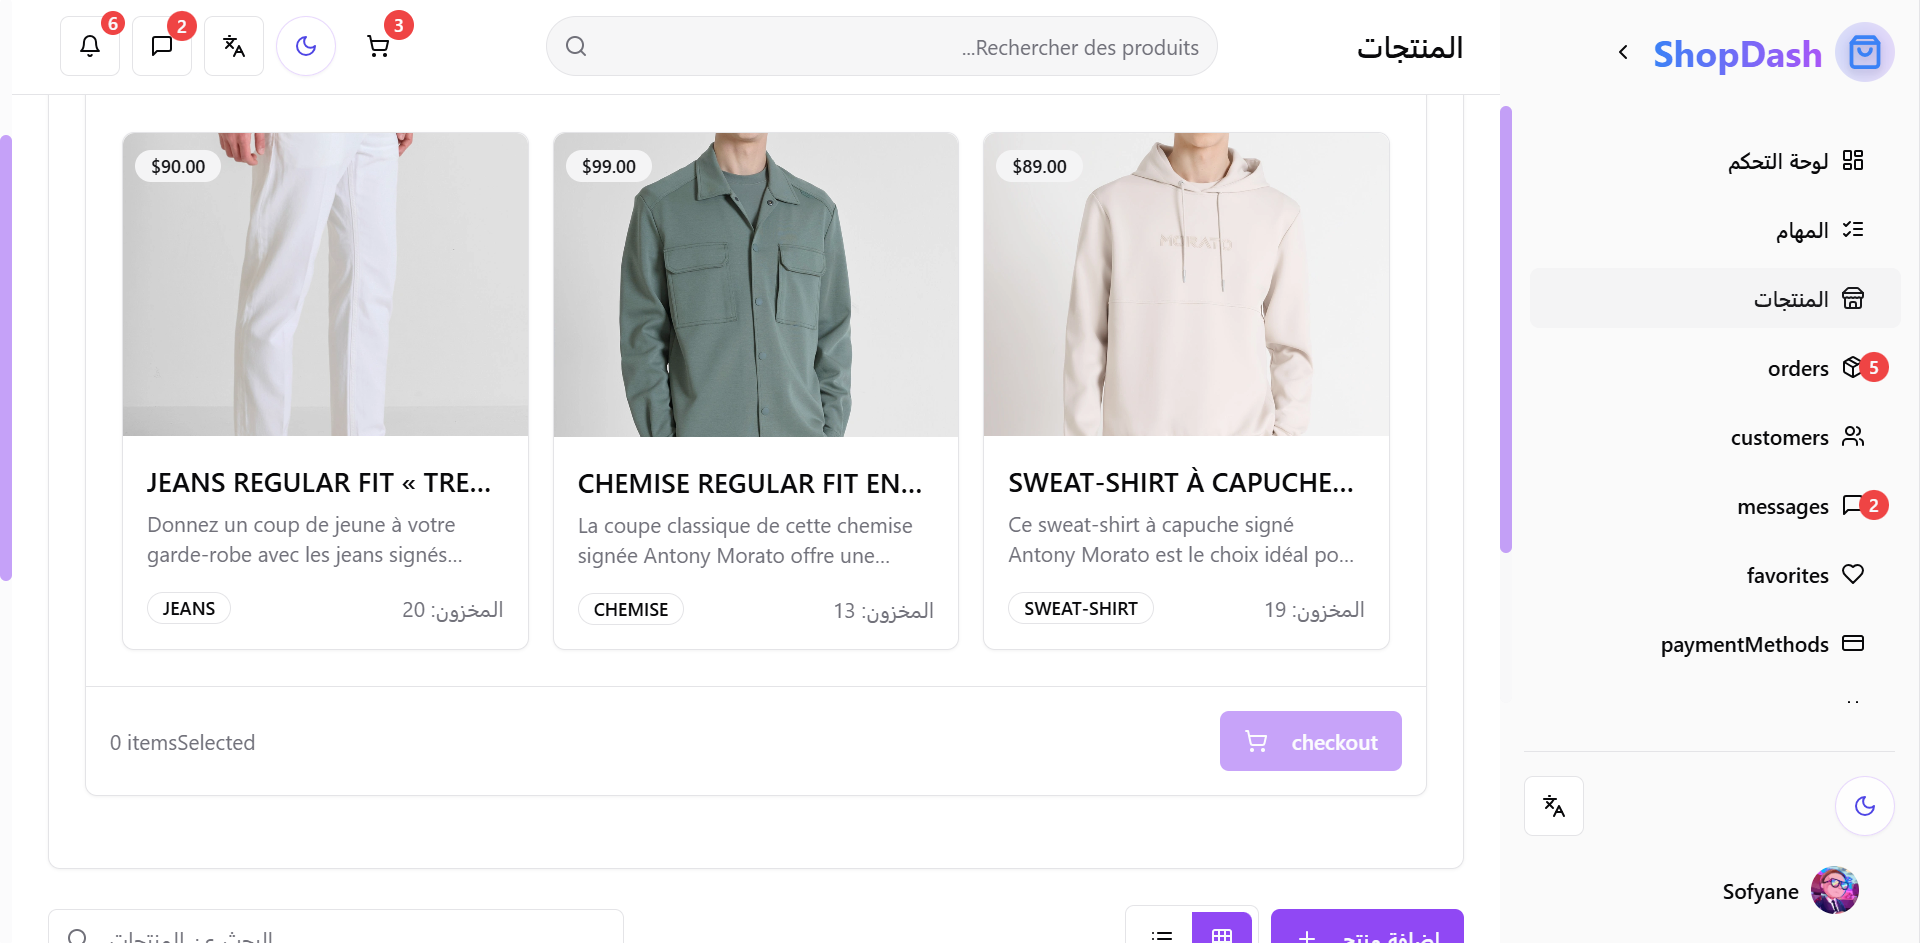 6
2
3
Rechercher des produits...
المنتجات
ShopDash
$90.00
$99.00
$89.00
MORATO
JEANS REGULAR FIT « TRE...
Donnez un coup de jeune à votre
garde-robe avec les jeans signés...
JEANS
المخزون: 20
CHEMISE REGULAR FIT EN...
La coupe classique de cette chemise
signée Antony Morato offre une...
CHEMISE
المخزون: 13
SWEAT-SHIRT À CAPUCHE...
Ce sweat-shirt à capuche signé
Antony Morato est le choix idéal po...
SWEAT-SHIRT
المخزون: 19
0 itemsSelected
checkout
البحث عن المنتجات
إضافة منتج
لوحة التحكم
المهام
المنتجات
orders
5
customers
messages
2
favorites
paymentMethods
Sofyane